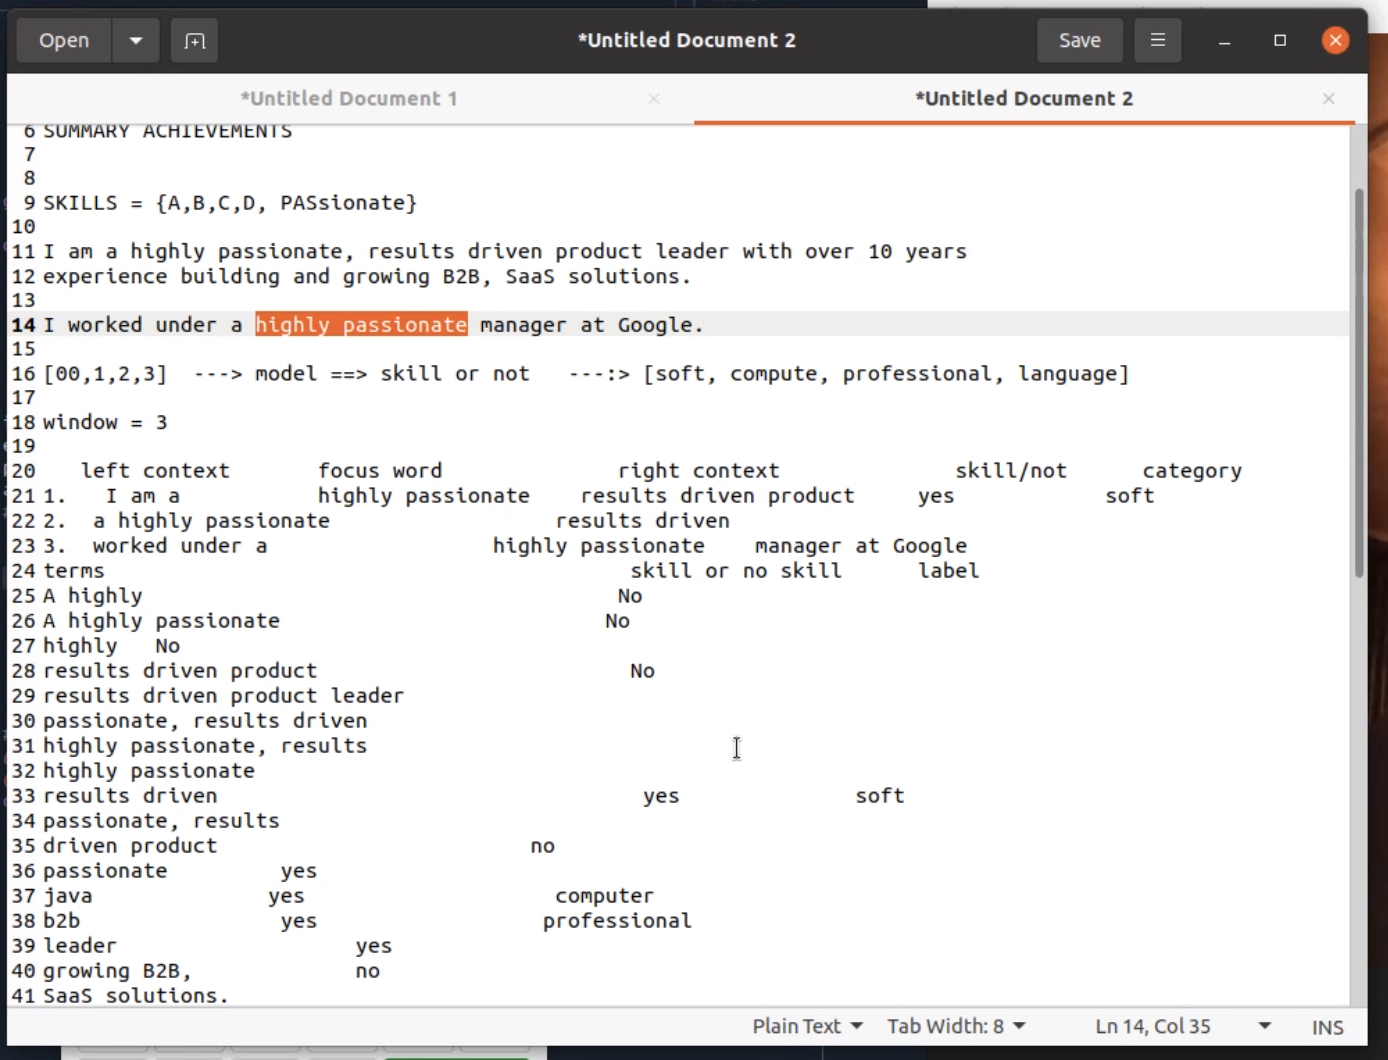 Open
*Untitled Document 2
Save
*Untitled Document 1
*Untitled Document 2
6 SUMMARY ACHIEVEMENTS
7
8
9 SKILLS = {A,B,C,D, PASsionate}
10
11 I am a highly passionate, results driven product leader with over 10 years
12 experience building and growing B2B, SaaS solutions.
13
14 I worked under a highly passionate manager at Google.
15
16 [00,1,2,3] ---> model ==> skill or not ---:> [soft, compute, professional, language]
17
18 window = 3
19
20 left context focus word right context skill/not category
21 1. I am a highly passionate results driven product yes soft
22 2. a highly passionate results driven
23 3. worked under a highly passionate manager at Google
24 terms skill or no skill label
25 A highly No
26 A highly passionate No
27 highly No
28 results driven product No
29 results driven product leader
30 passionate, results driven
31 highly passionate, results
32 highly passionate
33 results driven yes soft
34 passionate, results
35 driven product no
36 passionate yes
37 java yes computer
38 b2b yes professional
39 leader yes
40 growing B2B, no
41 SaaS solutions.
Plain Text Tab Width: 8 Ln 14, Col 35 INS